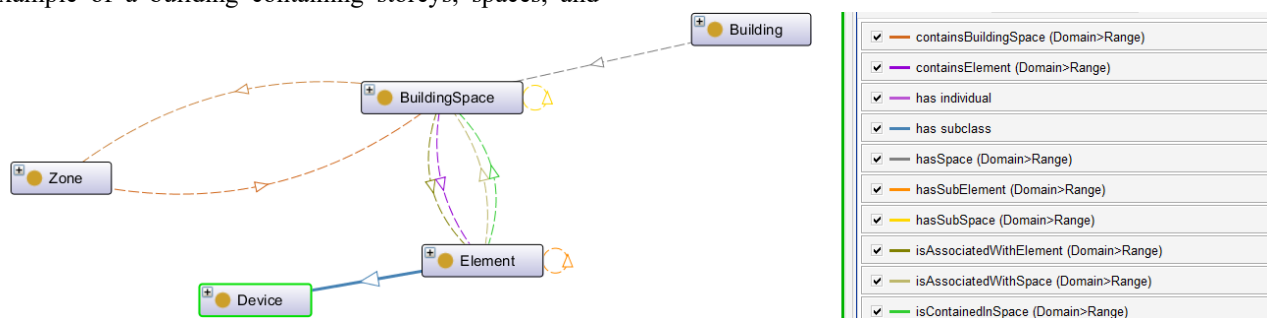 xample of a building containing storeys, spaces, and
Building
BuildingSpace
Zone
Element
Device
containsBuildingSpace (Domain>Range)
containsElement (Domain>Range)
has individual
has subclass
hasSpace (Domain>Range)
hasSubElement (Domain>Range)
hasSubSpace (Domain>Range)
isAssociatedWithElement (Domain>Range)
isAssociatedWithSpace (Domain>Range)
isContainedInSpace (Domain>Range)